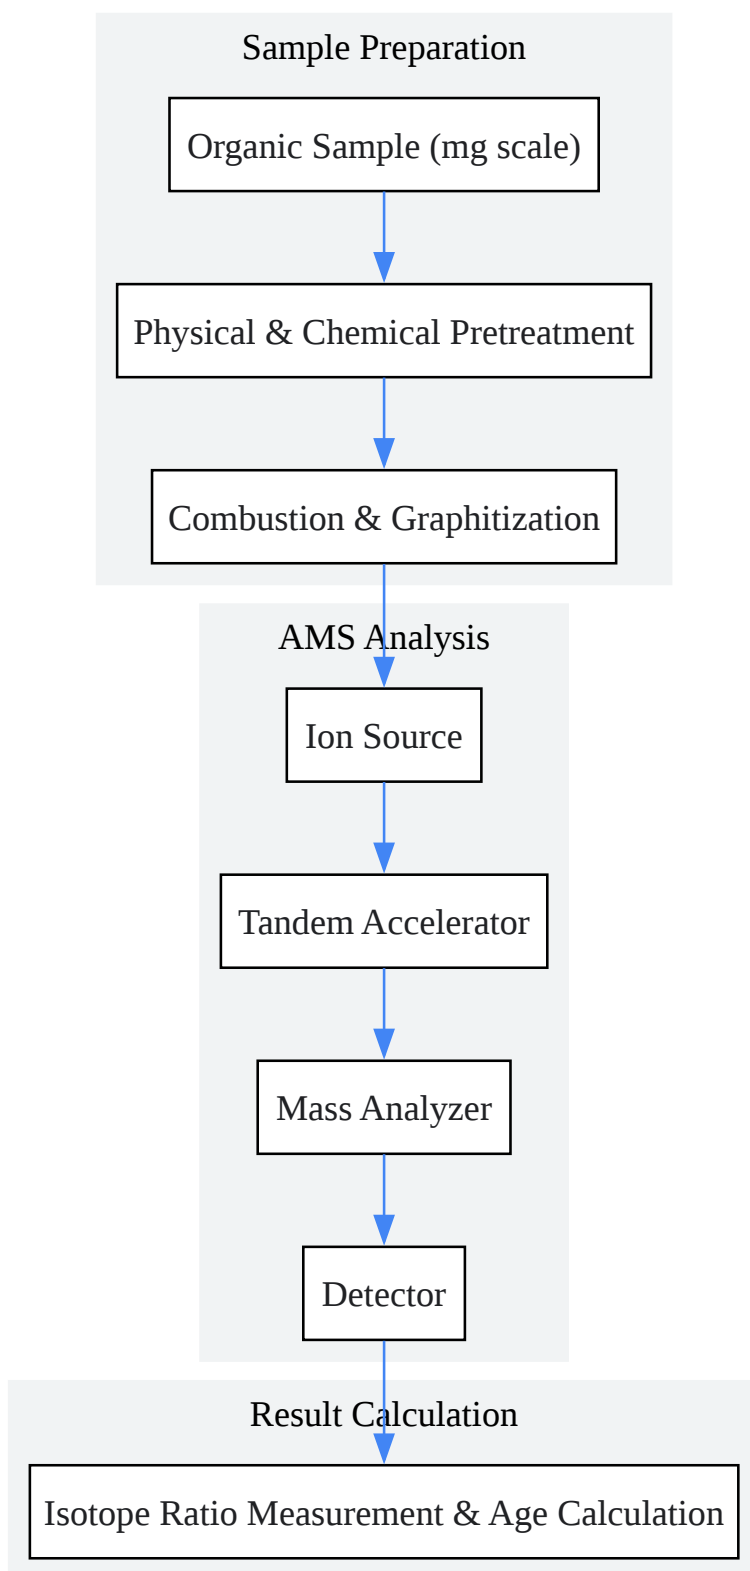 Sample Preparation
Organic Sample (mg scale)
Physical & Chemical Pretreatment
Combustion & Graphitization
AMS Analysis
Ion Source
Tandem Accelerator
Mass Analyzer
Detector
Result Calculation
Isotope Ratio Measurement & Age Calculation